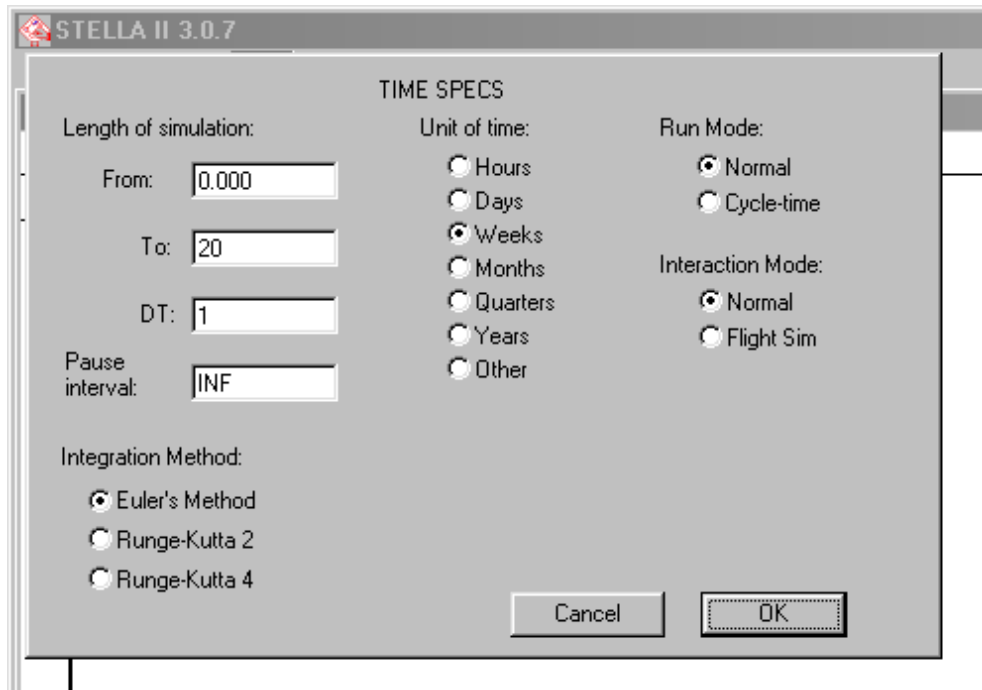 STELLA II 3.0.7
TIME SPECS
Length of simulation:
From: 0.000
To: 20
DT: 1
Pause
interval: INF
Integration Method:
Euler's Method
Runge-Kutta 2
Runge-Kutta 4
Unit of time:
Hours
Days
Weeks
Months
Quarters
Years
Other
Run Mode:
Normal
Cycle-time
Interaction Mode:
Normal
Flight Sim
Cancel
OK